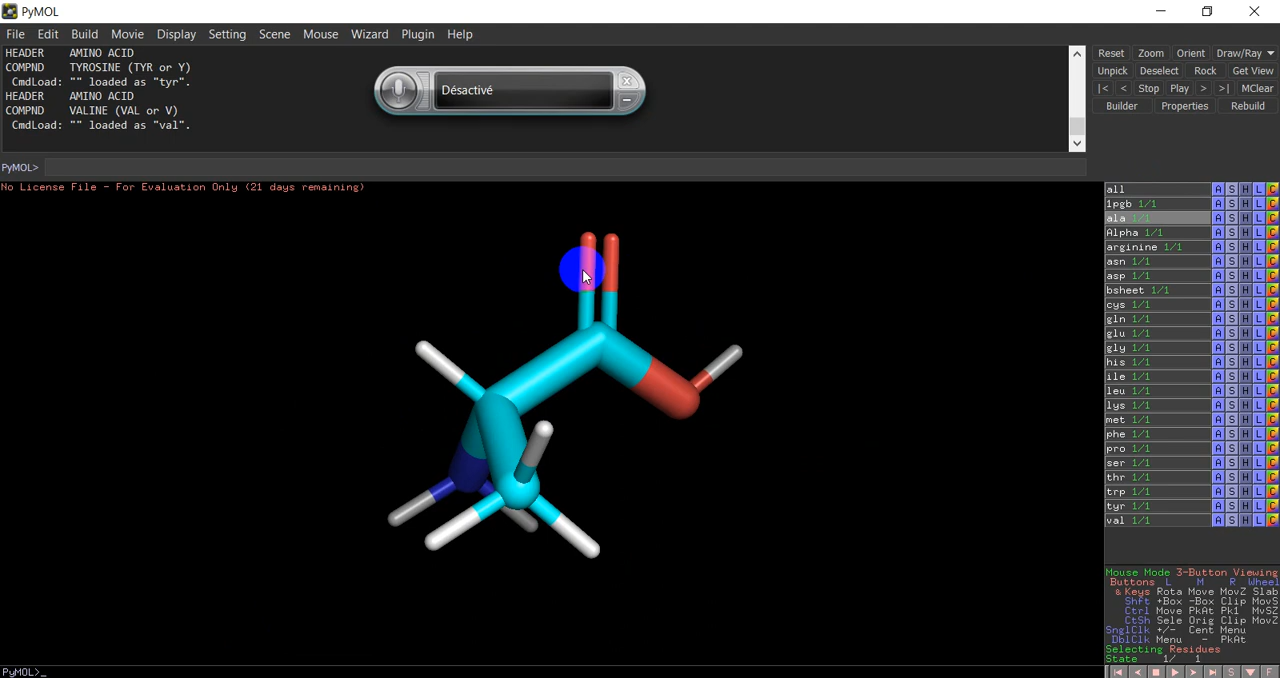 PyMOL
File Edit Build Movie Display Setting Scene Mouse Wizard Plugin Help
HEADER    AMINO ACID
COMPND    TYROSINE (TYR or Y)
CmdLoad: "" loaded as "tyr".
HEADER    AMINO ACID
COMPND    VALINE (VAL or V)
CmdLoad: "" loaded as "val".
Désactivé
Reset Zoom Orient Draw/Ray
Unpick Deselect Rock Get View
|< < Stop Play > >| MClear
Builder Properties Rebuild
PyMOL>
No License File - For Evaluation Only (21 days remaining)
all A S H L C
1pgb 1/1 A S H L C
ala 1/1 A S H L C
Alpha 1/1 A S H L C
arginine 1/1 A S H L C
asn 1/1 A S H L C
asp 1/1 A S H L C
bsheet 1/1 A S H L C
cys 1/1 A S H L C
gln 1/1 A S H L C
glu 1/1 A S H L C
gly 1/1 A S H L C
his 1/1 A S H L C
ile 1/1 A S H L C
leu 1/1 A S H L C
lys 1/1 A S H L C
met 1/1 A S H L C
phe 1/1 A S H L C
pro 1/1 A S H L C
ser 1/1 A S H L C
thr 1/1 A S H L C
trp 1/1 A S H L C
tyr 1/1 A S H L C
val 1/1 A S H L C
Mouse Mode 3-Button Viewing
Buttons L M R Wheel
& Keys Rota Move MovZ Slab
Shft +Box -Box Clip MovS
Ctrl Move PkAt Pk1 MvSZ
CtSh Sele Orig Clip MovZ
SnglClk +/- Cent Menu
DblClk Menu - PkAt
Selecting Residues
State 1/ 1
PyMOL>_
S F